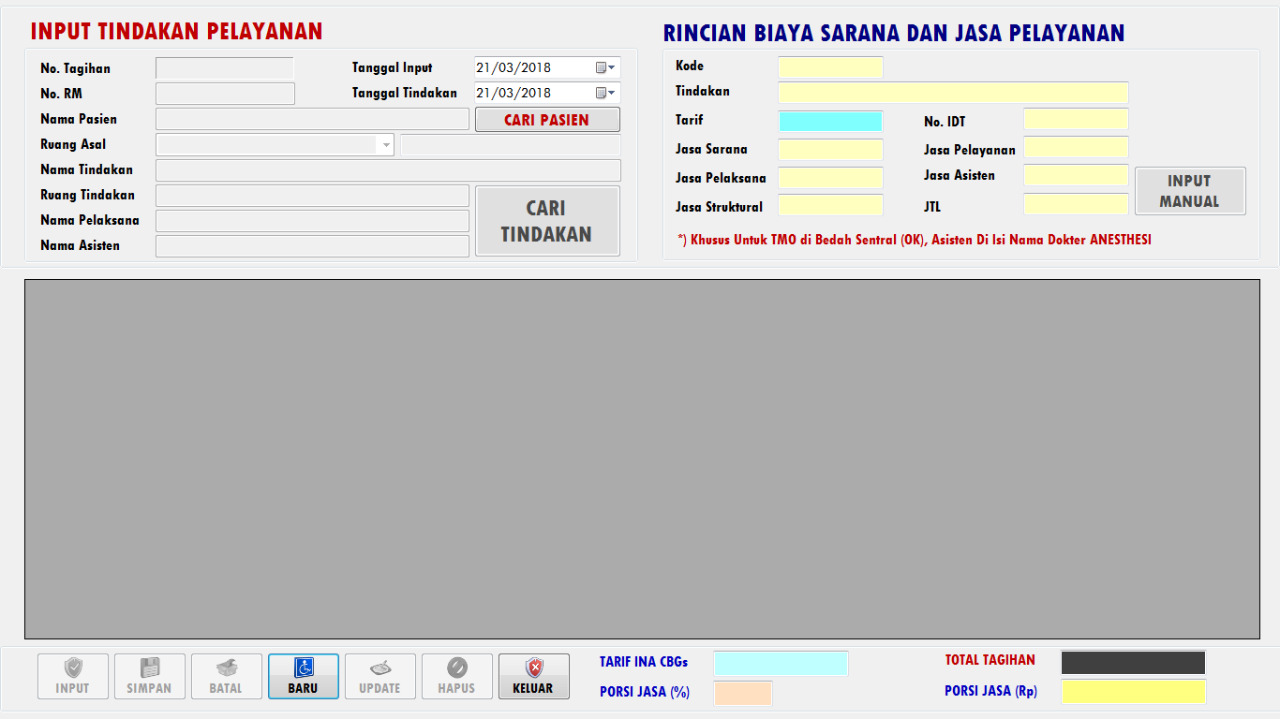 INPUT TINDAKAN PELAYANAN
No. Tagihan
Tanggal Input
21/03/2018
No. RM
Tanggal Tindakan
21/03/2018
Nama Pasien
CARI PASIEN
Ruang Asal
Nama Tindakan
Ruang Tindakan
CARI
TINDAKAN
Nama Pelaksana
Nama Asisten
RINCIAN BIAYA SARANA DAN JASA PELAYANAN
Kode
Tindakan
Tarif
No. IDT
Jasa Sarana
Jasa Pelayanan
Jasa Pelaksana
Jasa Asisten
INPUT
MANUAL
Jasa Struktural
JTL
*) Khusus Untuk TMO di Bedah Sentral (OK), Asisten Di Isi Nama Dokter ANESTHESI
INPUT
SIMPAN
BATAL
BARU
UPDATE
HAPUS
KELUAR
TARIF INA CBGs
TOTAL TAGIHAN
PORSI JASA (%)
PORSI JASA (Rp)